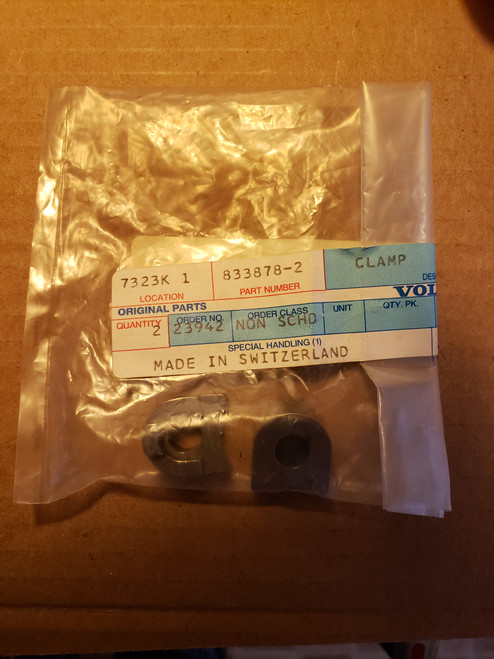 7323K 1 833878-2 CLAMP
LOCATION PART NUMBER
ORIGINAL PARTS VOL
QUANTITY 2 ORDER NO. 23942 ORDER CLASS NON SCHD UNIT QTY. PK.
SPECIAL HANDLING (1)
MADE IN SWITZERLAND